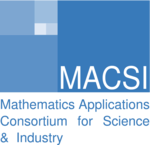 MACSI
Mathematics Applications
Consortium for Science
& Industry